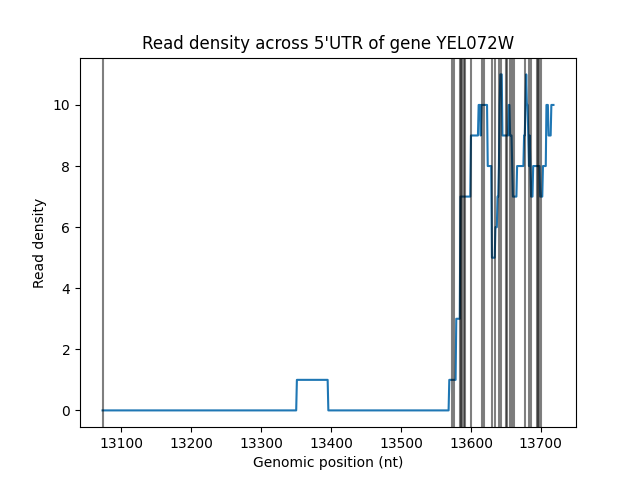 Read density across 5'UTR of gene YEL072W
Read density
10
8
6
4
2
0
13100 13200 13300 13400 13500 13600 13700
Genomic position (nt)